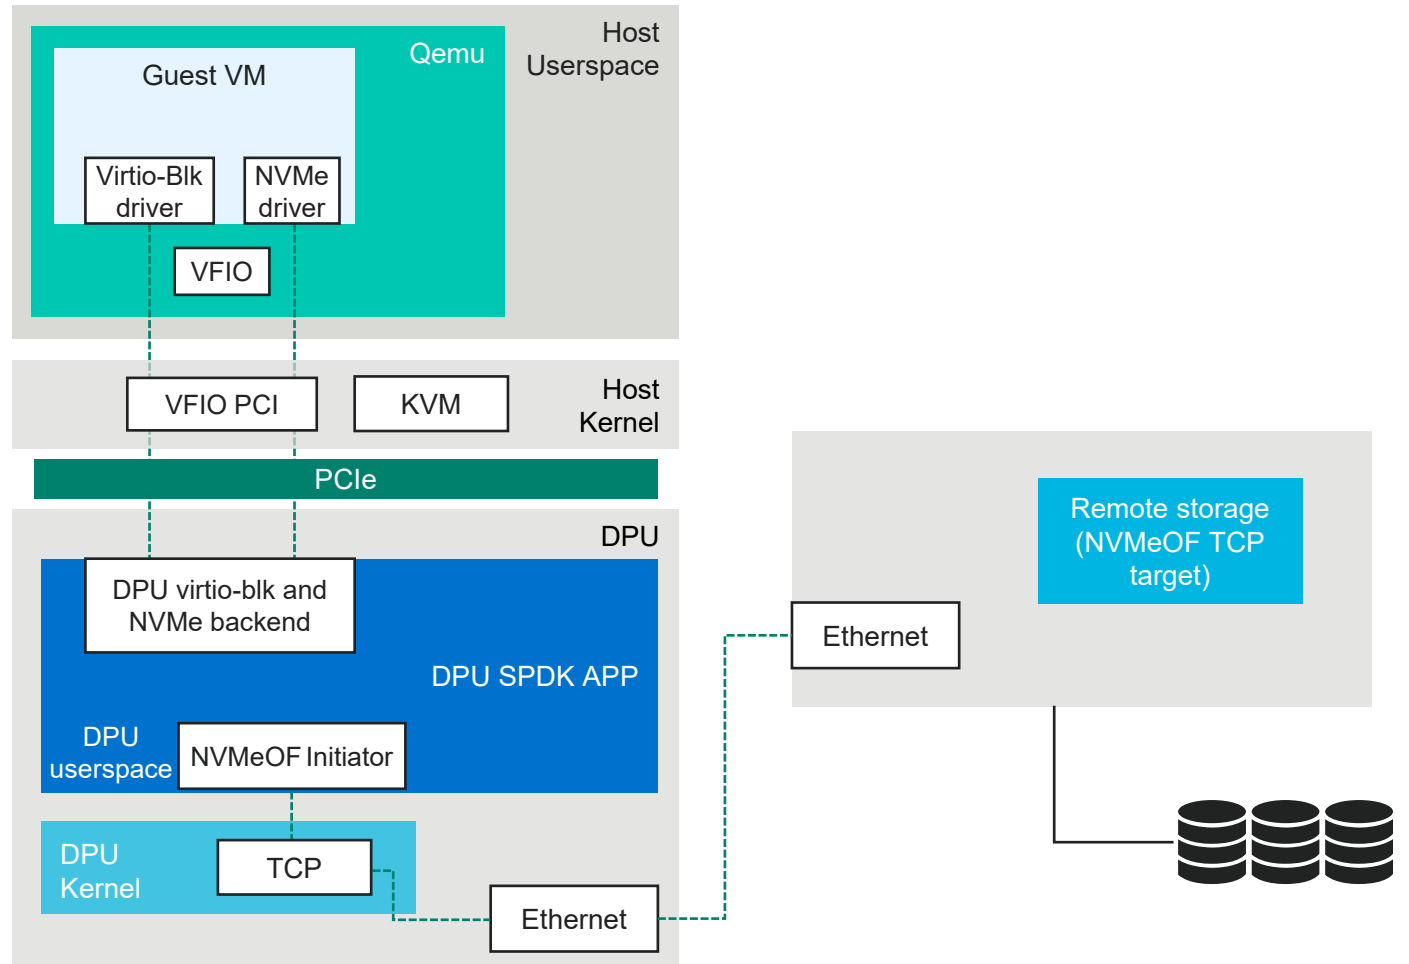 Host
Userspace
Qemu
Guest VM
Virtio-Blk
driver
NVMe
driver
VFIO
Host
Kernel
VFIO PCI
KVM
PCIe
DPU
DPU virtio-blk and
NVMe backend
DPU SPDK APP
DPU
userspace
NVMeOF Initiator
DPU
Kernel
TCP
Ethernet
Remote storage
(NVMeOF TCP
target)
Ethernet